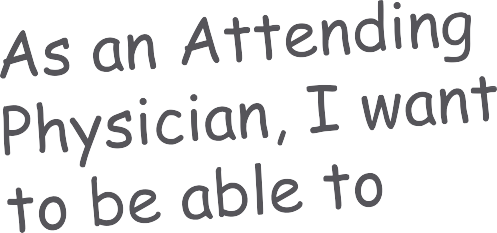 As an Attending
Physician, I want
to be able to